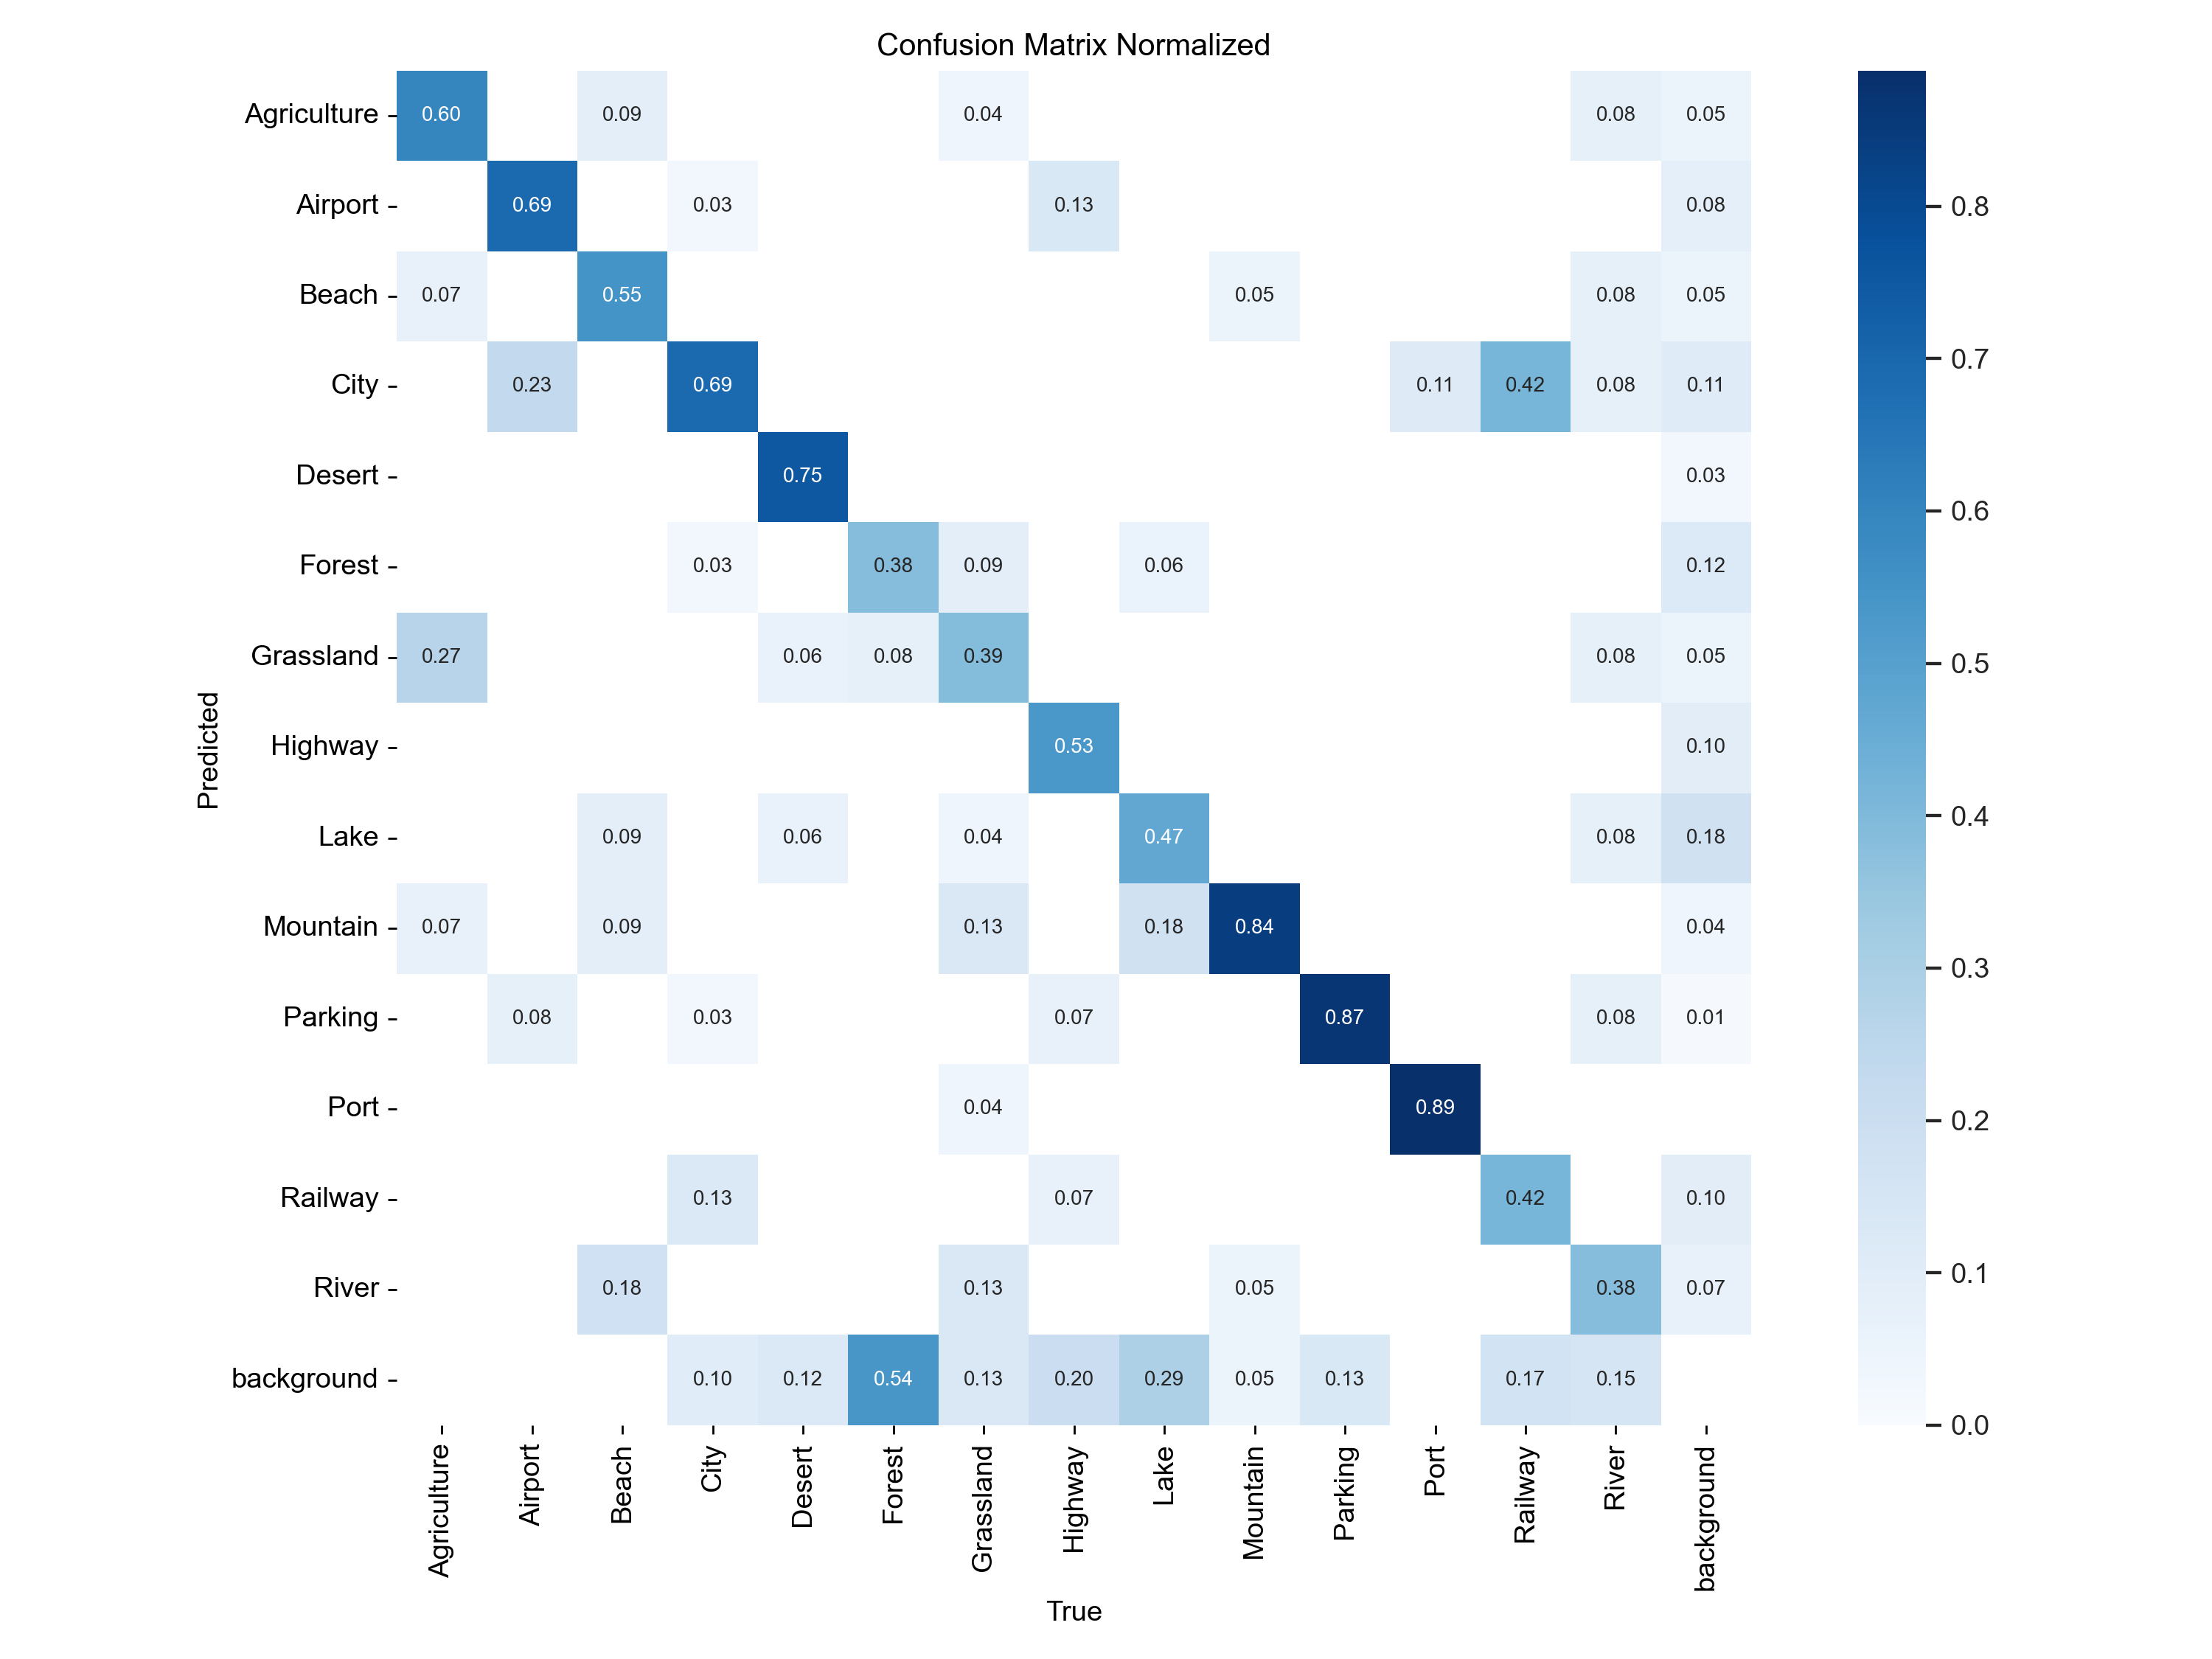 Confusion Matrix Normalized
Agriculture 0.60 0.09 0.04 0.08 0.05
Airport 0.69 0.03 0.13 0.08
Beach 0.07 0.55 0.05 0.08 0.05
City 0.23 0.69 0.11 0.42 0.08 0.11
Desert 0.75 0.03
Forest 0.03 0.38 0.09 0.06 0.12
Grassland 0.27 0.06 0.08 0.39 0.08 0.05
Highway 0.53 0.10
Lake 0.09 0.06 0.04 0.47 0.08 0.18
Mountain 0.07 0.09 0.13 0.18 0.84 0.04
Parking 0.08 0.03 0.07 0.87 0.08 0.01
Port 0.04 0.89
Railway 0.13 0.07 0.42 0.10
River 0.18 0.13 0.05 0.38 0.07
background 0.10 0.12 0.54 0.13 0.20 0.29 0.05 0.13 0.17 0.15
Predicted
Agriculture
Airport
Beach
City
Desert
Forest
Grassland
Highway
Lake
Mountain
Parking
Port
Railway
River
background
True
0.8
0.7
0.6
0.5
0.4
0.3
0.2
0.1
0.0